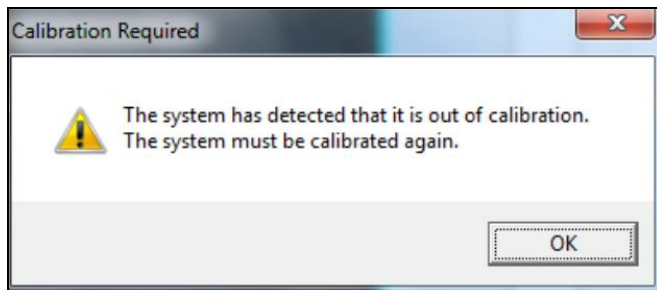 Calibration Required
The system has detected that it is out of calibration.
The system must be calibrated again.
OK